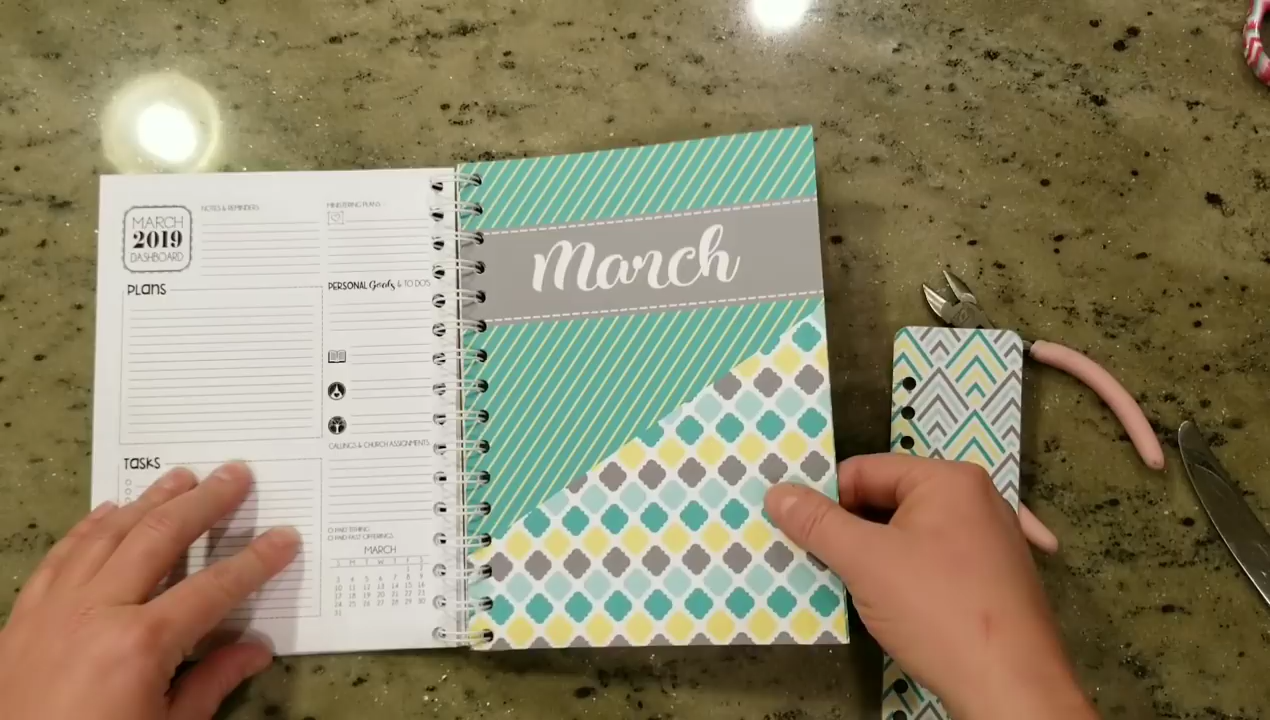 MARCH
2019
DASHBOARD
NOTES & REMINDERS
MINISTERING PLANS
PLANS
PERSONAL Goals & TO DOS
CALLINGS & CHURCH ASSIGNMENTS
TASKS
PAID TITHING
PAID FAST OFFERINGS
MARCH
S M T W T F S
1 2
3 4 5 6 7 8 9
10 11 12 13 14 15 16
17 18 19 20 21 22 23
24 25 26 27 28 29 30
31
March